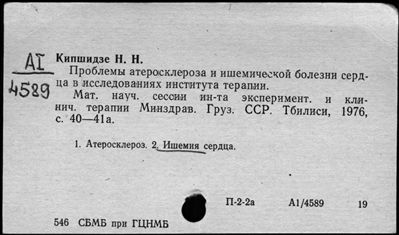 АI
4589
Кипшидзе Н. Н.
Проблемы атеросклероза и ишемической болезни серд-
ца в исследованиях института терапии.
Мат. науч. сессии ин-та эксперимент. и кли-
нич. терапии Минздрав. Груз. ССР. Тбилиси, 1976,
с. 40—41а.
1. Атеросклероз. 2. Ишемия сердца.
П-2-2а А1/4589 19
546 СБМБ при ГЦНМБ